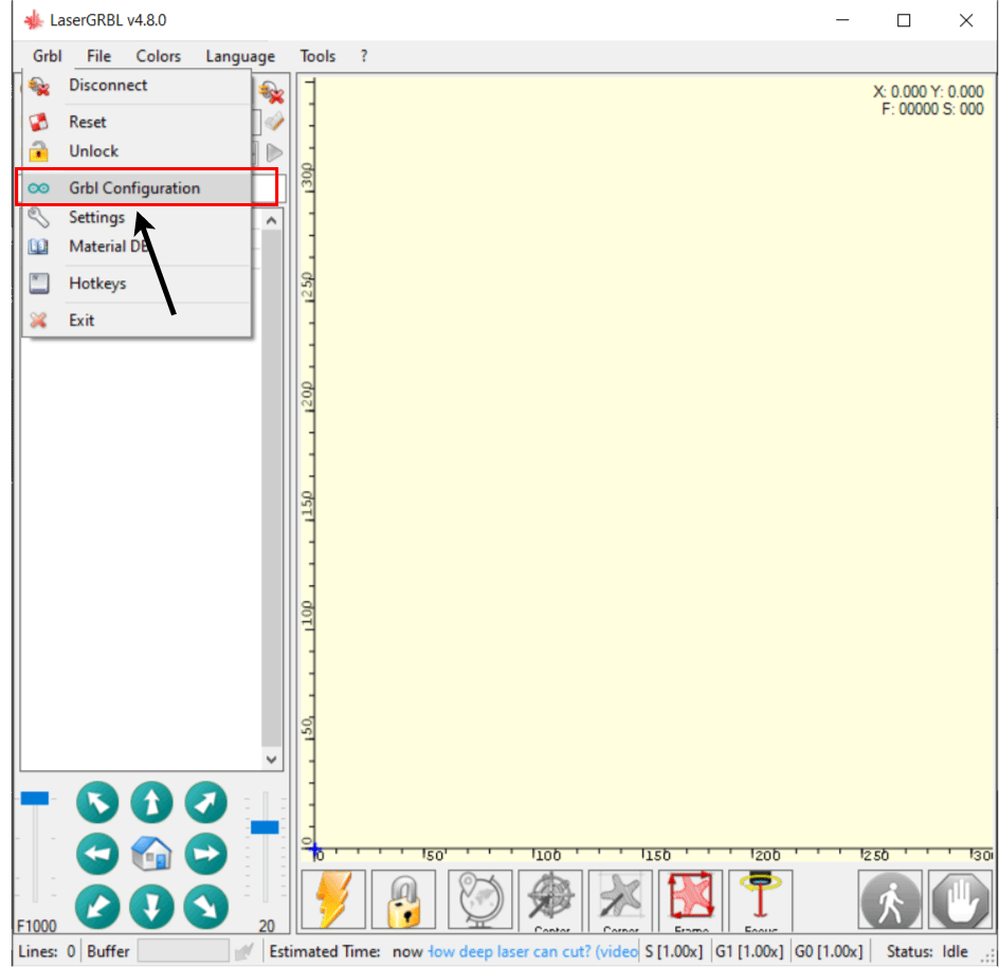 LaserGRBL v4.8.0
Grbl File Colors Language Tools ?
Disconnect
Reset
Unlock
Grbl Configuration
Settings
Material DB
Hotkeys
Exit
X: 0.000 Y: 0.000
F: 00000 S: 000
300
250
200
150
100
50
0
0 50 100 150 200 250 300
F1000
20
Center
Corner
Frame
Focus
Lines: 0 Buffer Estimated Time: now How deep laser can cut? (video S [1.00x] G1 [1.00x] G0 [1.00x] Status: Idle